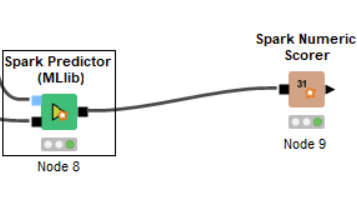 Spark Predictor
(MLlib)
Node 8
Spark Numeric
Scorer
31
Node 9